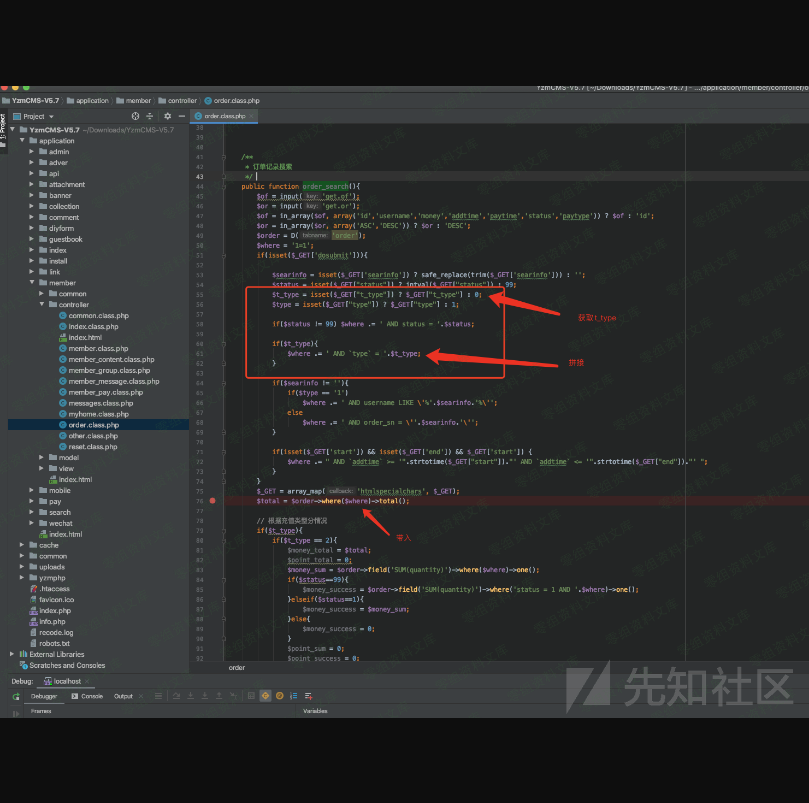 YzmCMS-V5.7 [~/Downloads/YzmCMS-V5.7] - .../application/member/controller/o
YzmCMS-V5.7 application member controller order.class.php
Project
order.class.php
1: Project
YzmCMS-V5.7 ~/Downloads/YzmCMS-V5.7
application
admin
adver
api
attachment
banner
collection
comment
diyform
guestbook
index
install
link
member
common
controller
common.class.php
index.class.php
index.html
member.class.php
member_content.class.php
member_group.class.php
member_message.class.php
member_pay.class.php
messages.class.php
myhome.class.php
order.class.php
other.class.php
reset.class.php
model
view
index.html
mobile
pay
search
wechat
index.html
cache
common
uploads
yzmphp
.htaccess
favicon.ico
index.php
info.php
recode.log
robots.txt
External Libraries
Scratches and Consoles
/**
* 订单记录搜索
*/
public function order_search(){
$of = input( key: 'get.of');
$or = input( key: 'get.or');
$of = in_array($of, array('id','username','money','addtime','paytime','status','paytype')) ? $of : 'id';
$or = in_array($or, array('ASC','DESC')) ? $or : 'DESC';
$order = D( tabname: 'order');
$where = '1=1';
if(isset($_GET['dosubmit'])){
$searinfo = isset($_GET['searinfo']) ? safe_replace(trim($_GET['searinfo'])) : '';
$status = isset($_GET["status"]) ? intval($_GET["status"]) : 99;
$t_type = isset($_GET["t_type"]) ? $_GET["t_type"] : 0;
$type = isset($_GET["type"]) ? $_GET["type"] : 1;
获取t_type
if($status != 99) $where .= ' AND status = '.$status;
if($t_type){
$where .= ' AND `type` = '.$t_type;
}
拼接
if($searinfo != ''){
if($type == '1')
$where .= ' AND username LIKE \'%'.$searinfo.'%\'';
else
$where .= ' AND order_sn = \''.$searinfo.'\'';
}
if(isset($_GET['start']) && isset($_GET['end']) && $_GET['start']) {
$where .= " AND `addtime` >= '".strtotime($_GET["start"])."' AND `addtime` <= '".strtotime($_GET["end"])."' ";
}
}
$_GET = array_map( callback: 'htmlspecialchars', $_GET);
$total = $order->where($where)->total();
// 根据充值类型分情况
带入
if($t_type){
if($t_type == 2){
$money_total = $total;
$point_total = 0;
$money_sum = $order->field('SUM(quantity)')->where($where)->one();
if($status==99){
$money_success = $order->field('SUM(quantity)')->where('status = 1 AND '.$where)->one();
}elseif($status==1){
$money_success = $money_sum;
}else{
$money_success = 0;
}
$point_sum = 0;
$point_success = 0;
order
Debug: localhost
Debugger Console Output
Frames Variables
先知社区